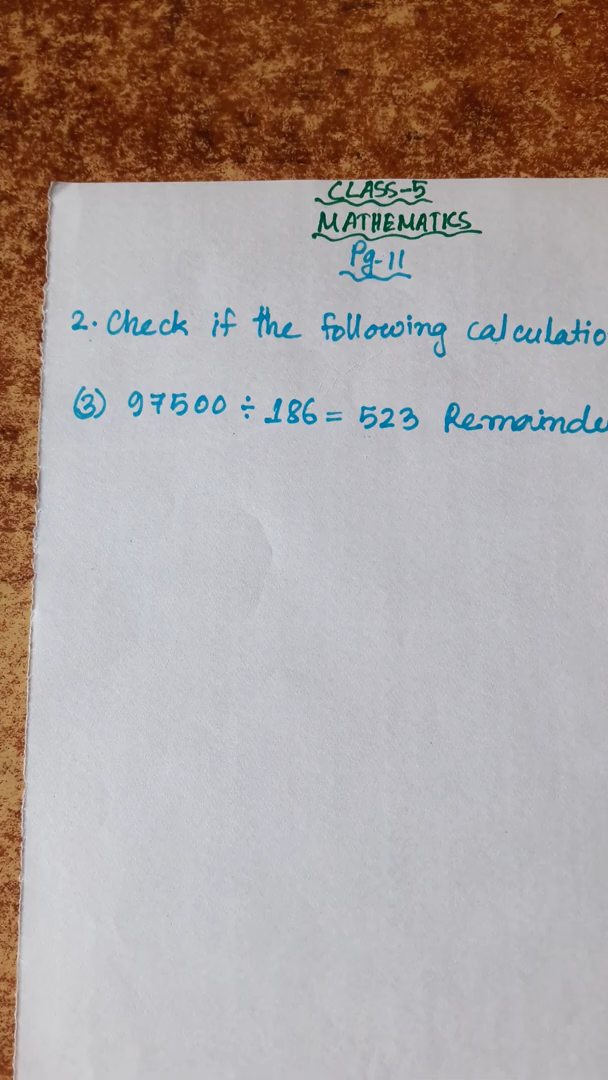 CLASS-5
MATHEMATICS
Pg-11
2. Check if the following calculatio
(3) 97500 ÷ 186 = 523 Remainde